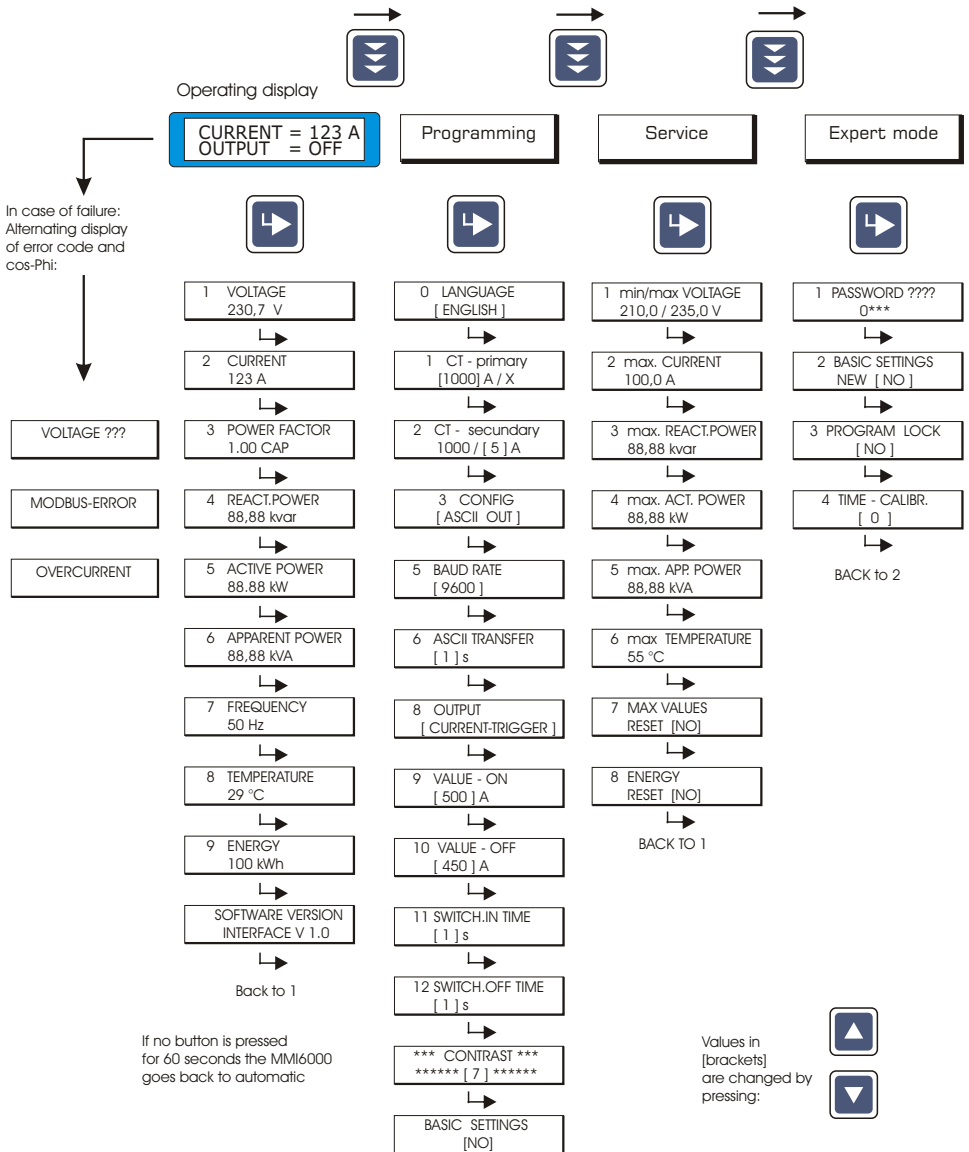 Operating display
CURRENT = 123 A
OUTPUT = OFF
Programming
Service
Expert mode
In case of failure:
Alternating display
of error code and
cos-Phi:
VOLTAGE ???
MODBUS-ERROR
OVERCURRENT
1 VOLTAGE
230,7 V
2 CURRENT
123 A
3 POWER FACTOR
1.00 CAP
4 REACT.POWER
88,88 kvar
5 ACTIVE POWER
88.88 kW
6 APPARENT POWER
88,88 kVA
7 FREQUENCY
50 Hz
8 TEMPERATURE
29 °C
9 ENERGY
100 kWh
SOFTWARE VERSION
INTERFACE V 1.0
Back to 1
If no button is pressed
for 60 seconds the MMI6000
goes back to automatic
0 LANGUAGE
[ ENGLISH ]
1 CT - primary
[1000] A / X
2 CT - secundary
1000 / [ 5 ] A
3 CONFIG
[ ASCII OUT ]
5 BAUD RATE
[ 9600 ]
6 ASCII TRANSFER
[ 1 ] s
8 OUTPUT
[ CURRENT-TRIGGER ]
9 VALUE - ON
[ 500 ] A
10 VALUE - OFF
[ 450 ] A
11 SWITCH.IN TIME
[ 1 ] s
12 SWITCH.OFF TIME
[ 1 ] s
*** CONTRAST ***
****** [ 7 ] ******
BASIC SETTINGS
[NO]
1 min/max VOLTAGE
210,0 / 235,0 V
2 max. CURRENT
100,0 A
3 max. REACT.POWER
88,88 kvar
4 max. ACT. POWER
88,88 kW
5 max. APP. POWER
88,88 kVA
6 max TEMPERATURE
55 °C
7 MAX VALUES
RESET [NO]
8 ENERGY
RESET [NO]
BACK TO 1
1 PASSWORD ????
0***
2 BASIC SETTINGS
NEW [ NO ]
3 PROGRAM LOCK
[ NO ]
4 TIME - CALIBR.
[ 0 ]
BACK to 2
Values in
[brackets]
are changed by
pressing: